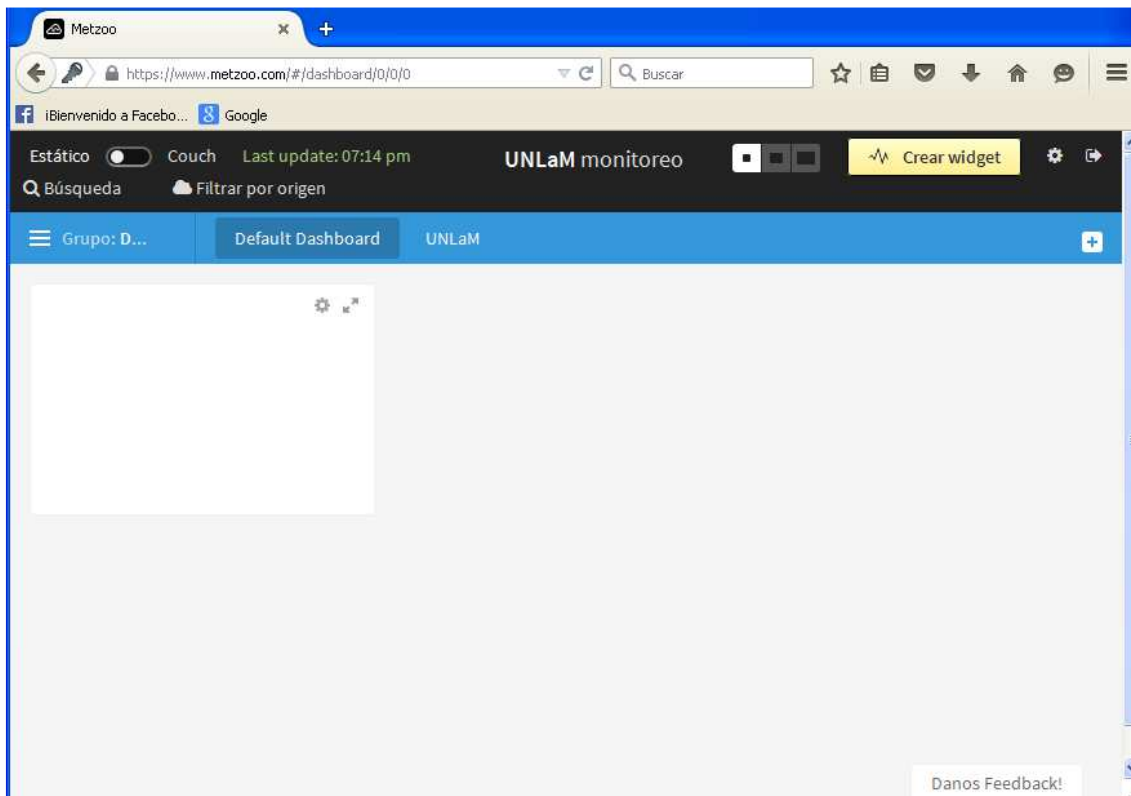 Metzoo
https://www.metzoo.com/#/dashboard/0/0/0
Buscar
iBienvenido a Facebo...
Google
Estático
Couch
Last update: 07:14 pm
UNLaM monitoreo
Crear widget
Búsqueda
Filtrar por origen
Grupo: D...
Default Dashboard
UNLaM
Danos Feedback!